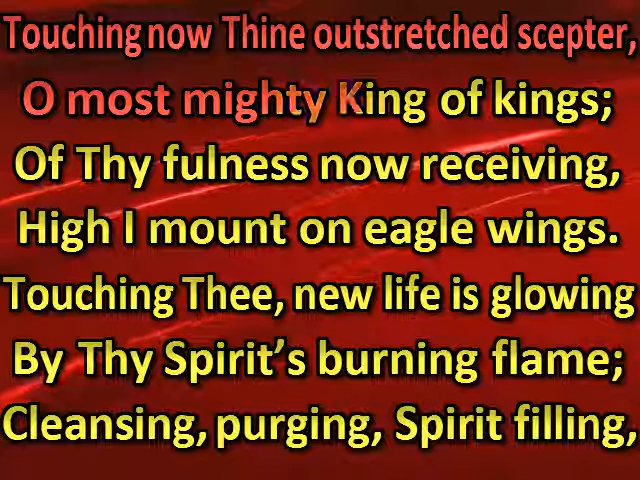 Touching now Thine outstretched scepter,
O most mighty King of kings;
Of Thy fulness now receiving,
High I mount on eagle wings.
Touching Thee, new life is glowing
By Thy Spirit's burning flame;
Cleansing, purging, Spirit filling,